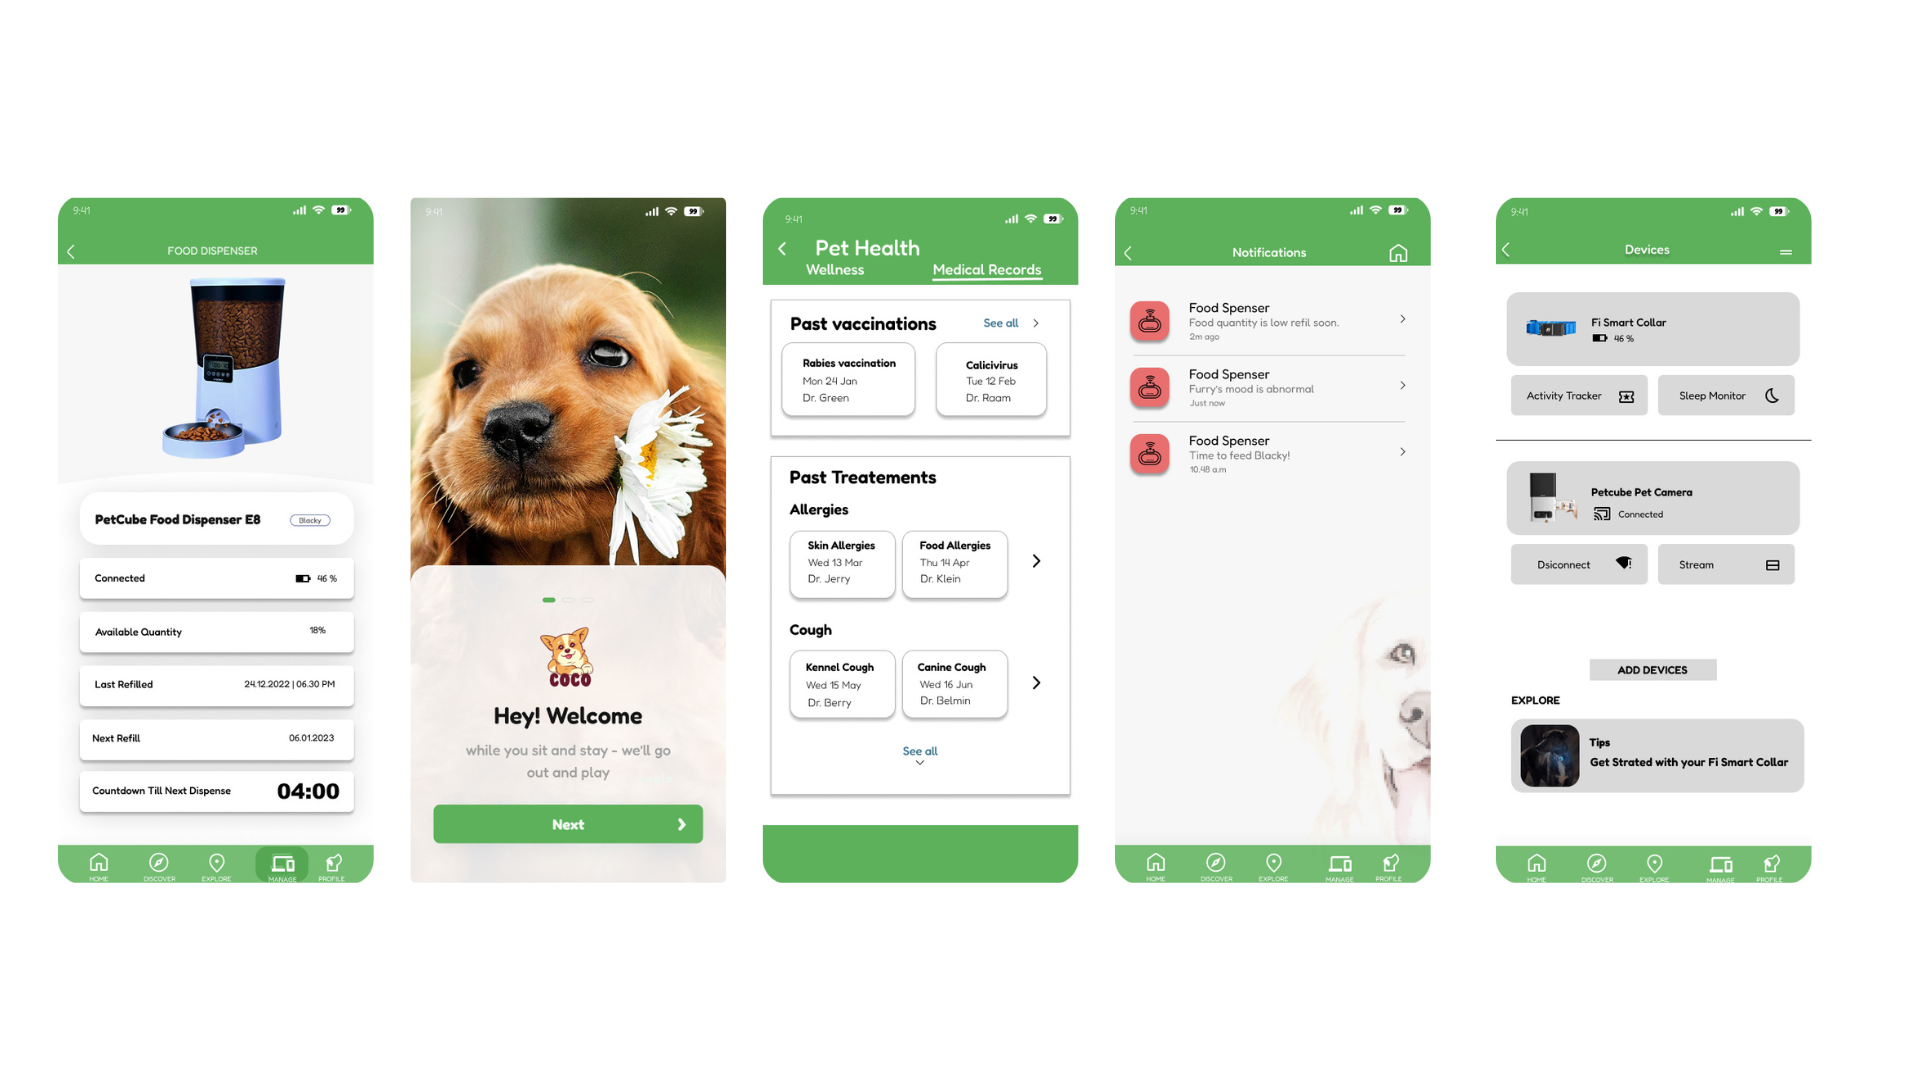 9:41
99
FOOD DISPENSER
PetCube Food Dispenser E8
Blacky
Connected
46 %
Available Quantity
18%
Last Refilled
24.12.2022 | 06.30 PM
Next Refill
06.01.2023
Countdown Till Next Dispense
04:00
HOME
DISCOVER
EXPLORE
MANAGE
PROFILE
9:41
99
COCO
Hey! Welcome
while you sit and stay - we'll go
out and play
Next
9:41
99
Pet Health
Wellness
Medical Records
Past vaccinations
See all
Rabies vaccination
Mon 24 Jan
Dr. Green
Calicivirus
Tue 12 Feb
Dr. Raam
Past Treatements
Allergies
Skin Allergies
Wed 13 Mar
Dr. Jerry
Food Allergies
Thu 14 Apr
Dr. Klein
Cough
Kennel Cough
Wed 15 May
Dr. Berry
Canine Cough
Wed 16 Jun
Dr. Belmin
See all
9:41
99
Notifications
Food Spenser
Food quantity is low refil soon.
2m ago
Food Spenser
Furry's mood is abnormal
Just now
Food Spenser
Time to feed Blacky!
10.48 a.m
HOME
DISCOVER
EXPLORE
MANAGE
PROFILE
9:41
99
Devices
Fi Smart Collar
46 %
Activity Tracker
Sleep Monitor
Petcube Pet Camera
Connected
Dsiconnect
Stream
ADD DEVICES
EXPLORE
Tips
Get Strated with your Fi Smart Collar
HOME
DISCOVER
EXPLORE
MANAGE
PROFILE